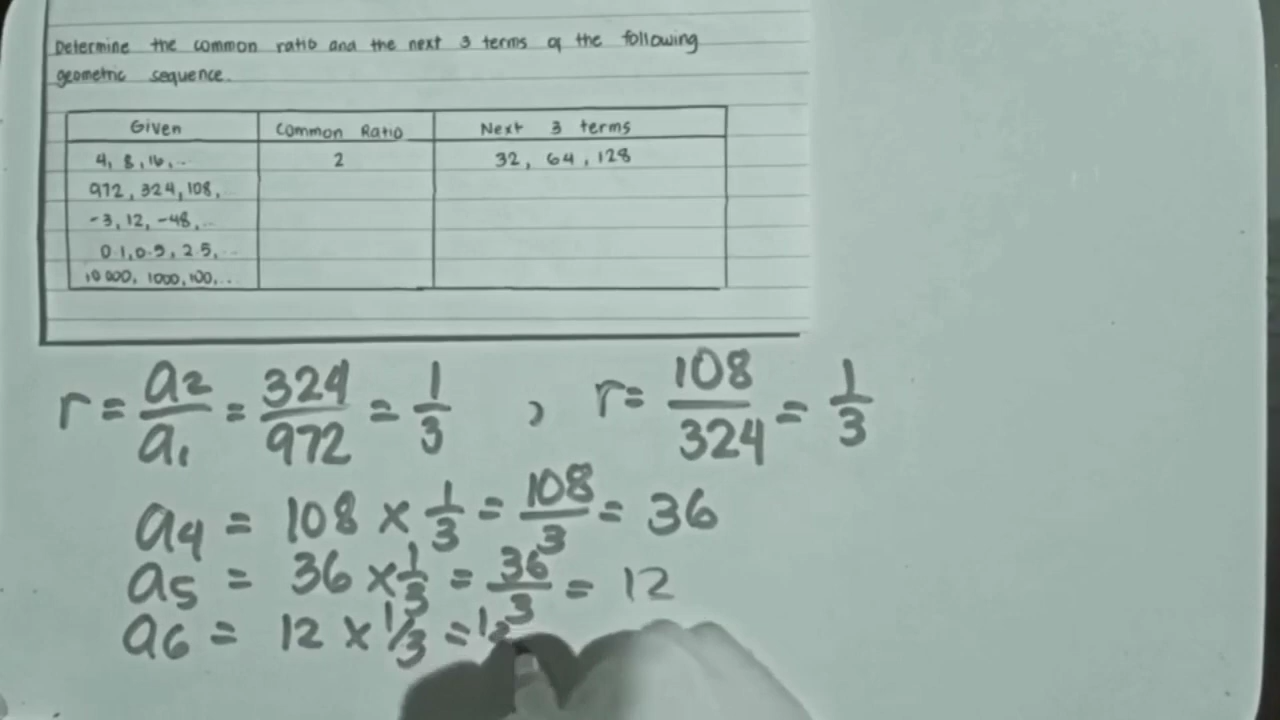 Determine the common ratio and the next 3 terms of the following
geometric sequence.
Given Common Ratio Next 3 terms
4, 8, 16, .. 2 32, 64, 128
972, 324, 108, ..
-3, 12, -48, ..
0.1, 0.5, 2.5, ...
10 000, 1000, 100, ...
r = a2/a1 = 324/972 = 1/3 , r = 108/324 = 1/3
a4 = 108 × 1/3 = 108/3 = 36
a5 = 36 × 1/3 = 36/3 = 12
a6 = 12 × 1/3 = 12